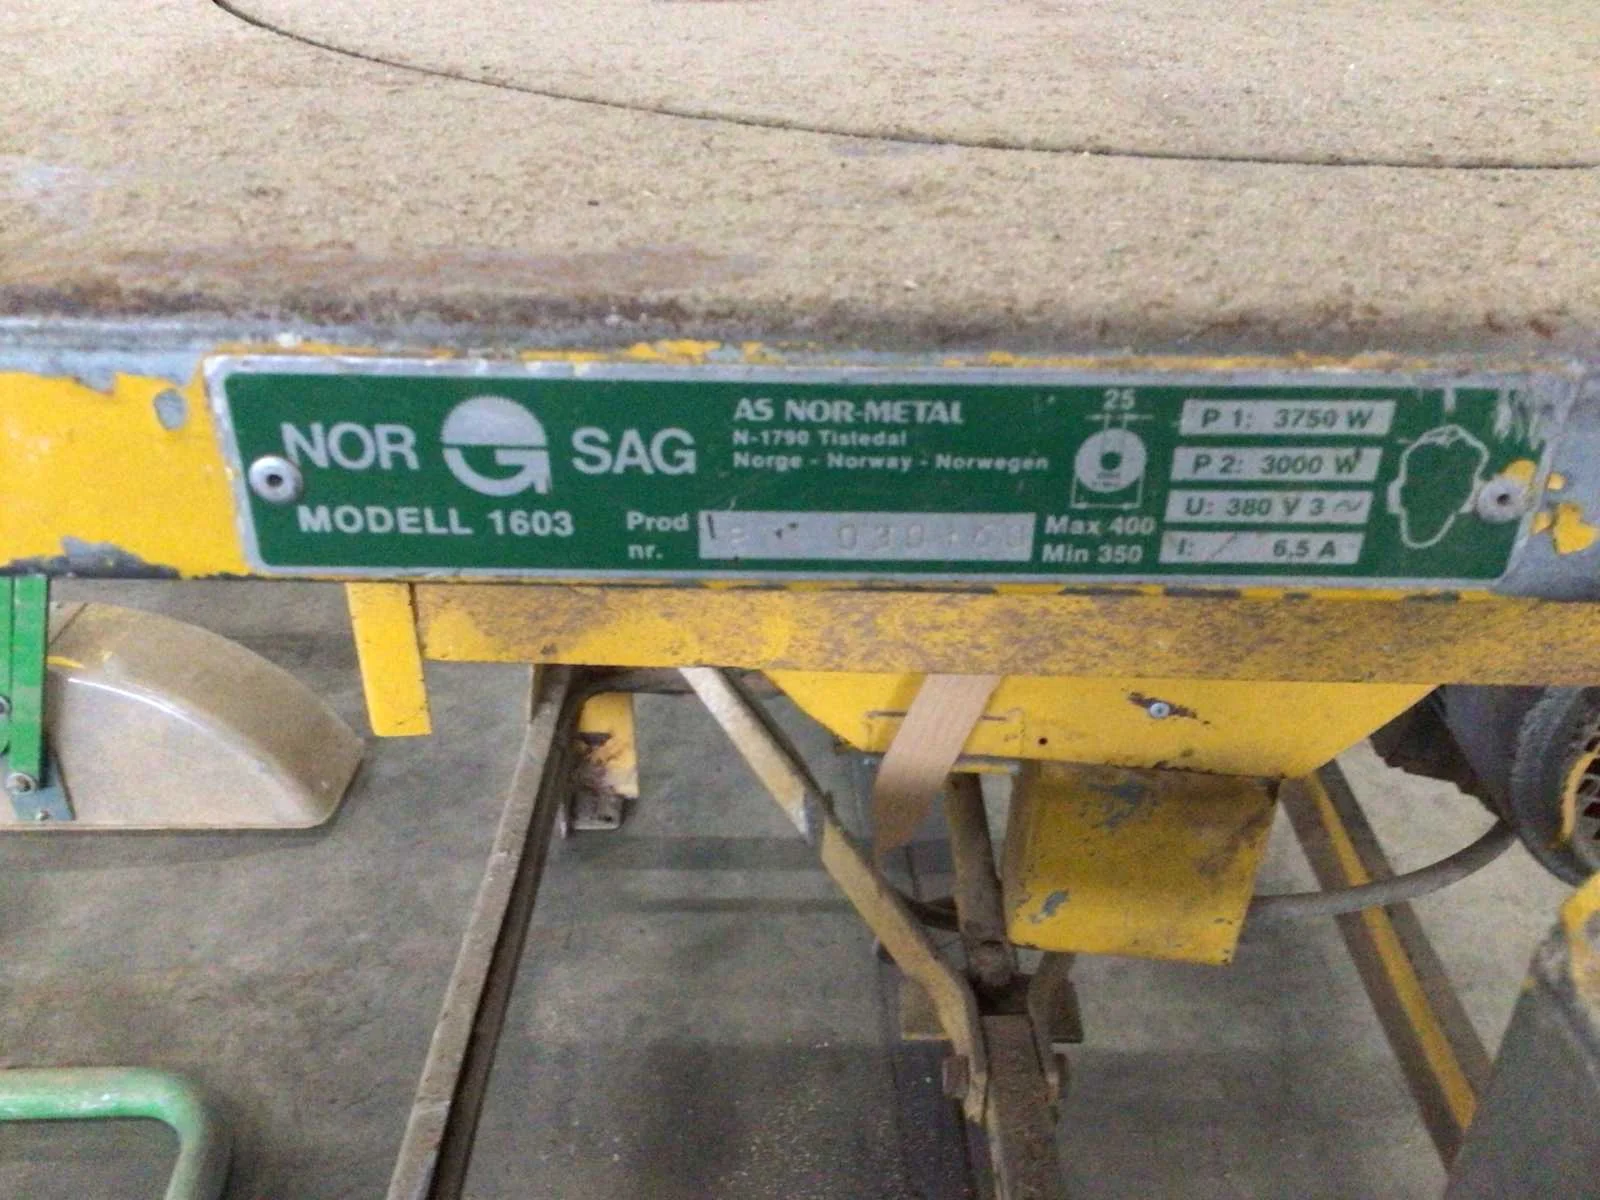 NOR SAG
MODELL 1603
AS NOR-METAL
N-1790 Tistedal
Norge - Norway - Norwegen
Prod
nr.
25
Max 400
Min 350
P 1: 3750 W
P 2: 3000 W
U: 380 V 3 ~
I: 6,5 A